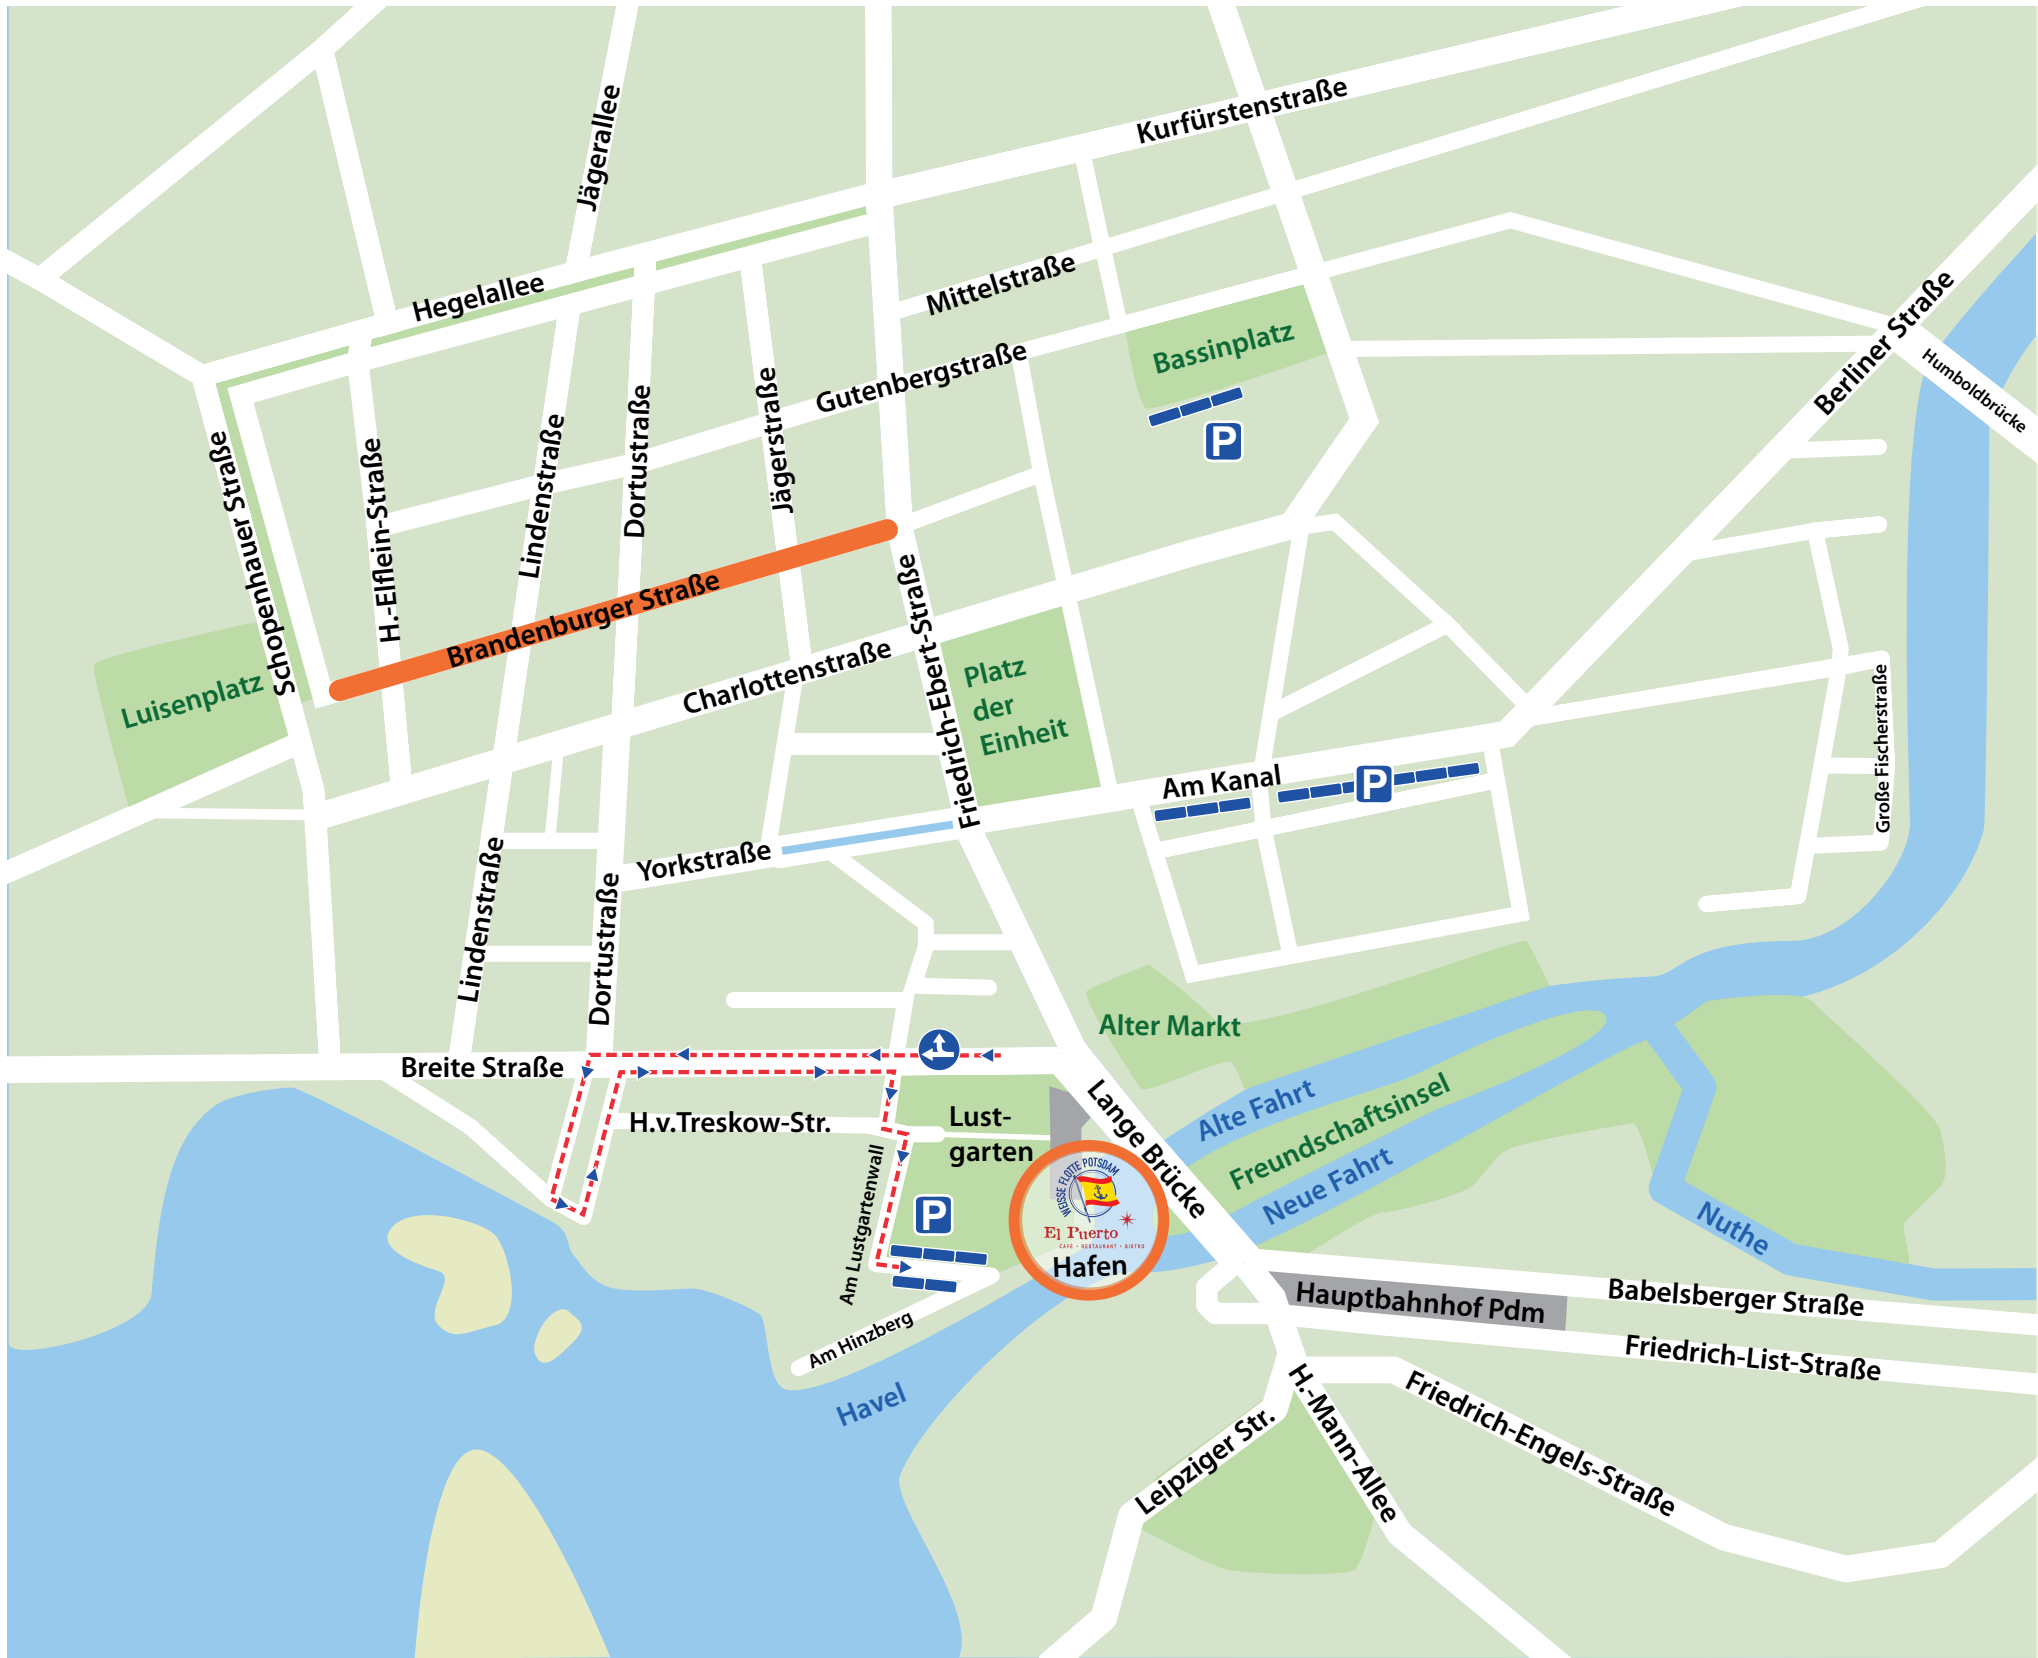 Jägerallee
Kurfürstenstraße
Hegelallee
Mittelstraße
Berliner Straße
Bassinplatz
Gutenbergstraße
Humboldbrücke
P
Schopenhauer Straße
H.-Elflein-Straße
Lindenstraße
Dortustraße
Jägerstraße
Brandenburger Straße
Friedrich-Ebert-Straße
Charlottenstraße
Luisenplatz
Platz
der
Einheit
Am Kanal
P
Große Fischerstraße
Yorkstraße
Lindenstraße
Dortustraße
Alter Markt
Breite Straße
H.v.Treskow-Str.
Lust-
garten
Lange Brücke
Alte Fahrt
Freundschaftsinsel
Neue Fahrt
Nuthe
Am Lustgartenwall
P
WEISSE FLOTTE POTSDAM
El Puerto
CAFÉ • RESTAURANT • BISTRO
Hafen
Am Hinzberg
Havel
Hauptbahnhof Pdm
Babelsberger Straße
Friedrich-List-Straße
Friedrich-Engels-Straße
H.-Mann-Allee
Leipziger Str.